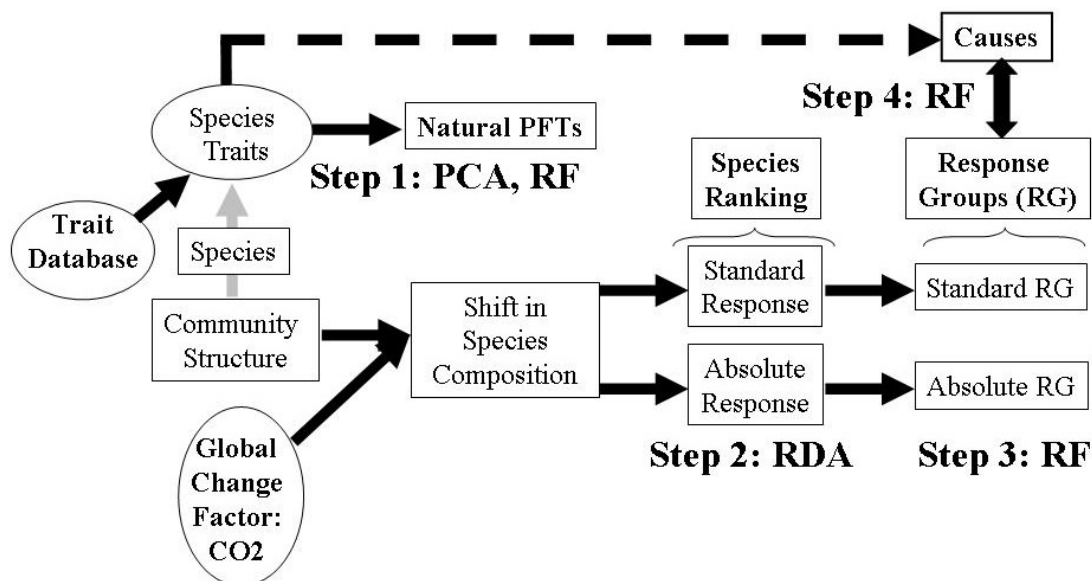 Causes
Step 4: RF
Species
Traits
Natural PFTs
Step 1: PCA, RF
Species
Ranking
Response
Groups (RG)
Trait
Database
Species
Standard
Response
Standard RG
Community
Structure
Shift in
Species
Composition
Absolute
Response
Absolute RG
Step 2: RDA
Step 3: RF
Global
Change
Factor:
CO2